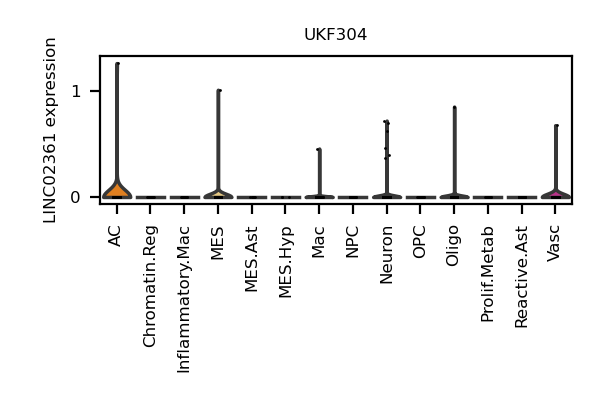 UKF304
LINC02361 expression
1
0
AC
Chromatin.Reg
Inflammatory.Mac
MES
MES.Ast
MES.Hyp
Mac
NPC
Neuron
OPC
Oligo
Prolif.Metab
Reactive.Ast
Vasc